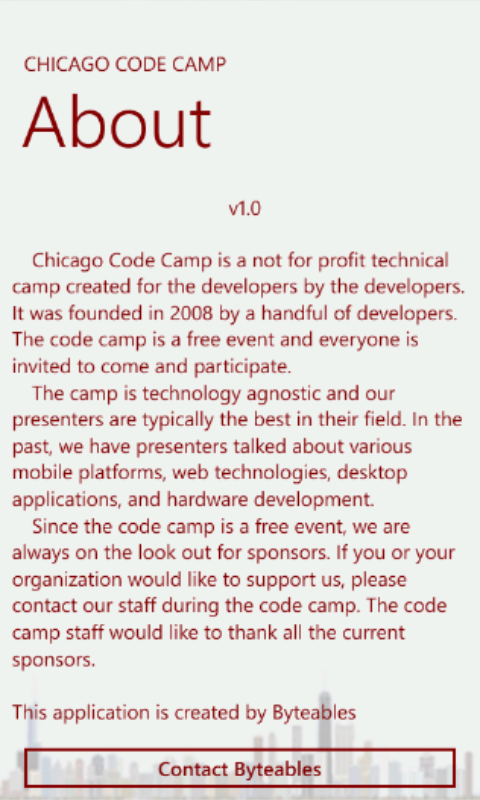 CHICAGO CODE CAMP
About
v1.0
Chicago Code Camp is a not for profit technical
camp created for the developers by the developers.
It was founded in 2008 by a handful of developers.
The code camp is a free event and everyone is
invited to come and participate.
The camp is technology agnostic and our
presenters are typically the best in their field. In the
past, we have presenters talked about various
mobile platforms, web technologies, desktop
applications, and hardware development.
Since the code camp is a free event, we are
always on the look out for sponsors. If you or your
organization would like to support us, please
contact our staff during the code camp. The code
camp staff would like to thank all the current
sponsors.
This application is created by Byteables
Contact Byteables